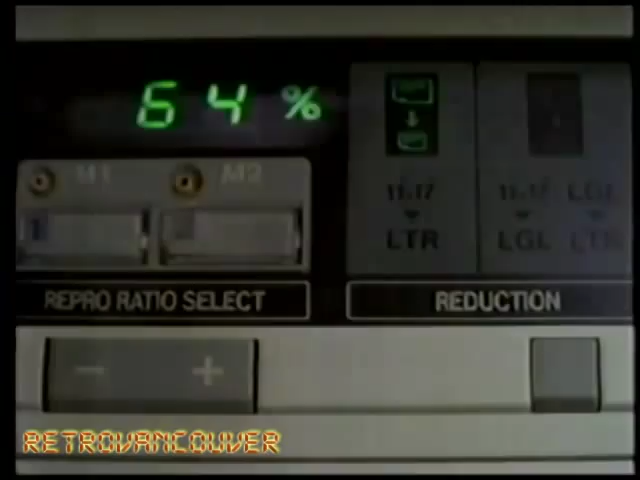 64%
M1 M2
11·17 11·17 LGL
LTR LGL LTR
REPRO RATIO SELECT REDUCTION
- +
RETROVANCOUVER